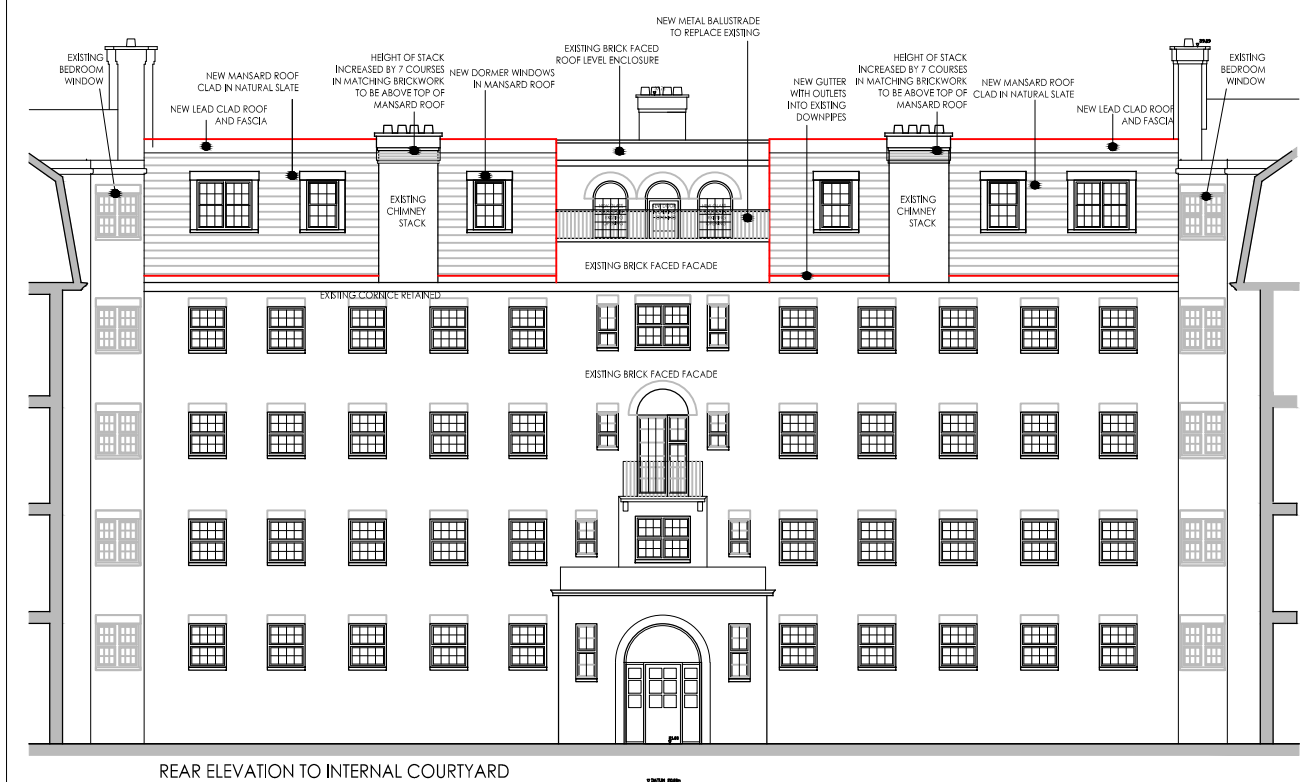 NEW METAL BALUSTRADE
TO REPLACE EXISTING
EXISTING
BEDROOM
WINDOW
HEIGHT OF STACK
INCREASED BY 7 COURSES
IN MATCHING BRICKWORK
TO BE ABOVE TOP OF
MANSARD ROOF
EXISTING BRICK FACED
ROOF LEVEL ENCLOSURE
HEIGHT OF STACK
INCREASED BY 7 COURSES
IN MATCHING BRICKWORK
TO BE ABOVE TOP OF
MANSARD ROOF
EXISTING
BEDROOM
WINDOW
NEW MANSARD ROOF
CLAD IN NATURAL SLATE
NEW DORMER WINDOWS
IN MANSARD ROOF
NEW GUTTER
WITH OUTLETS
INTO EXISTING
DOWNPIPES
NEW MANSARD ROOF
CLAD IN NATURAL SLATE
NEW LEAD CLAD ROOF
AND FASCIA
NEW LEAD CLAD ROOF
AND FASCIA
EXISTING
CHIMNEY
STACK
EXISTING
CHIMNEY
STACK
EXISTING BRICK FACED FACADE
EXISTING CORNICE RETAINED
EXISTING BRICK FACED FACADE
REAR ELEVATION TO INTERNAL COURTYARD